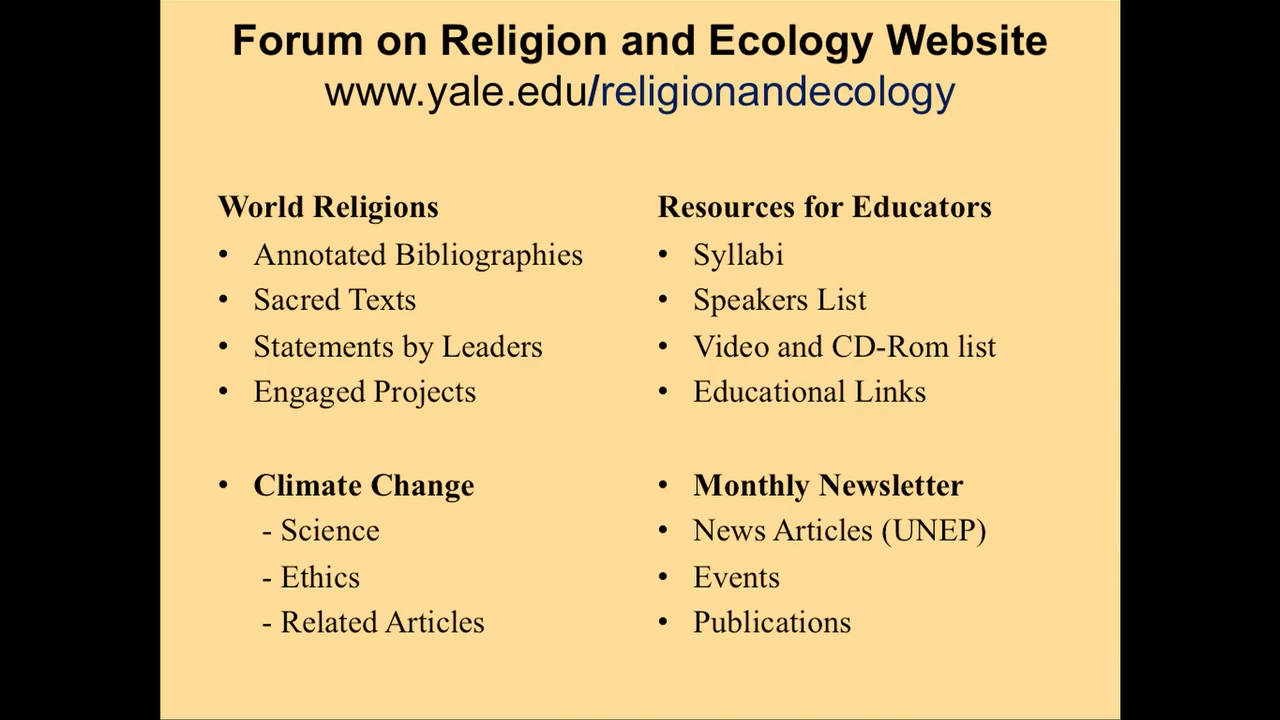 Forum on Religion and Ecology Website
www.yale.edu/religionandecology
World Religions
• Annotated Bibliographies
• Sacred Texts
• Statements by Leaders
• Engaged Projects
• Climate Change
- Science
- Ethics
- Related Articles
Resources for Educators
• Syllabi
• Speakers List
• Video and CD-Rom list
• Educational Links
• Monthly Newsletter
• News Articles (UNEP)
• Events
• Publications